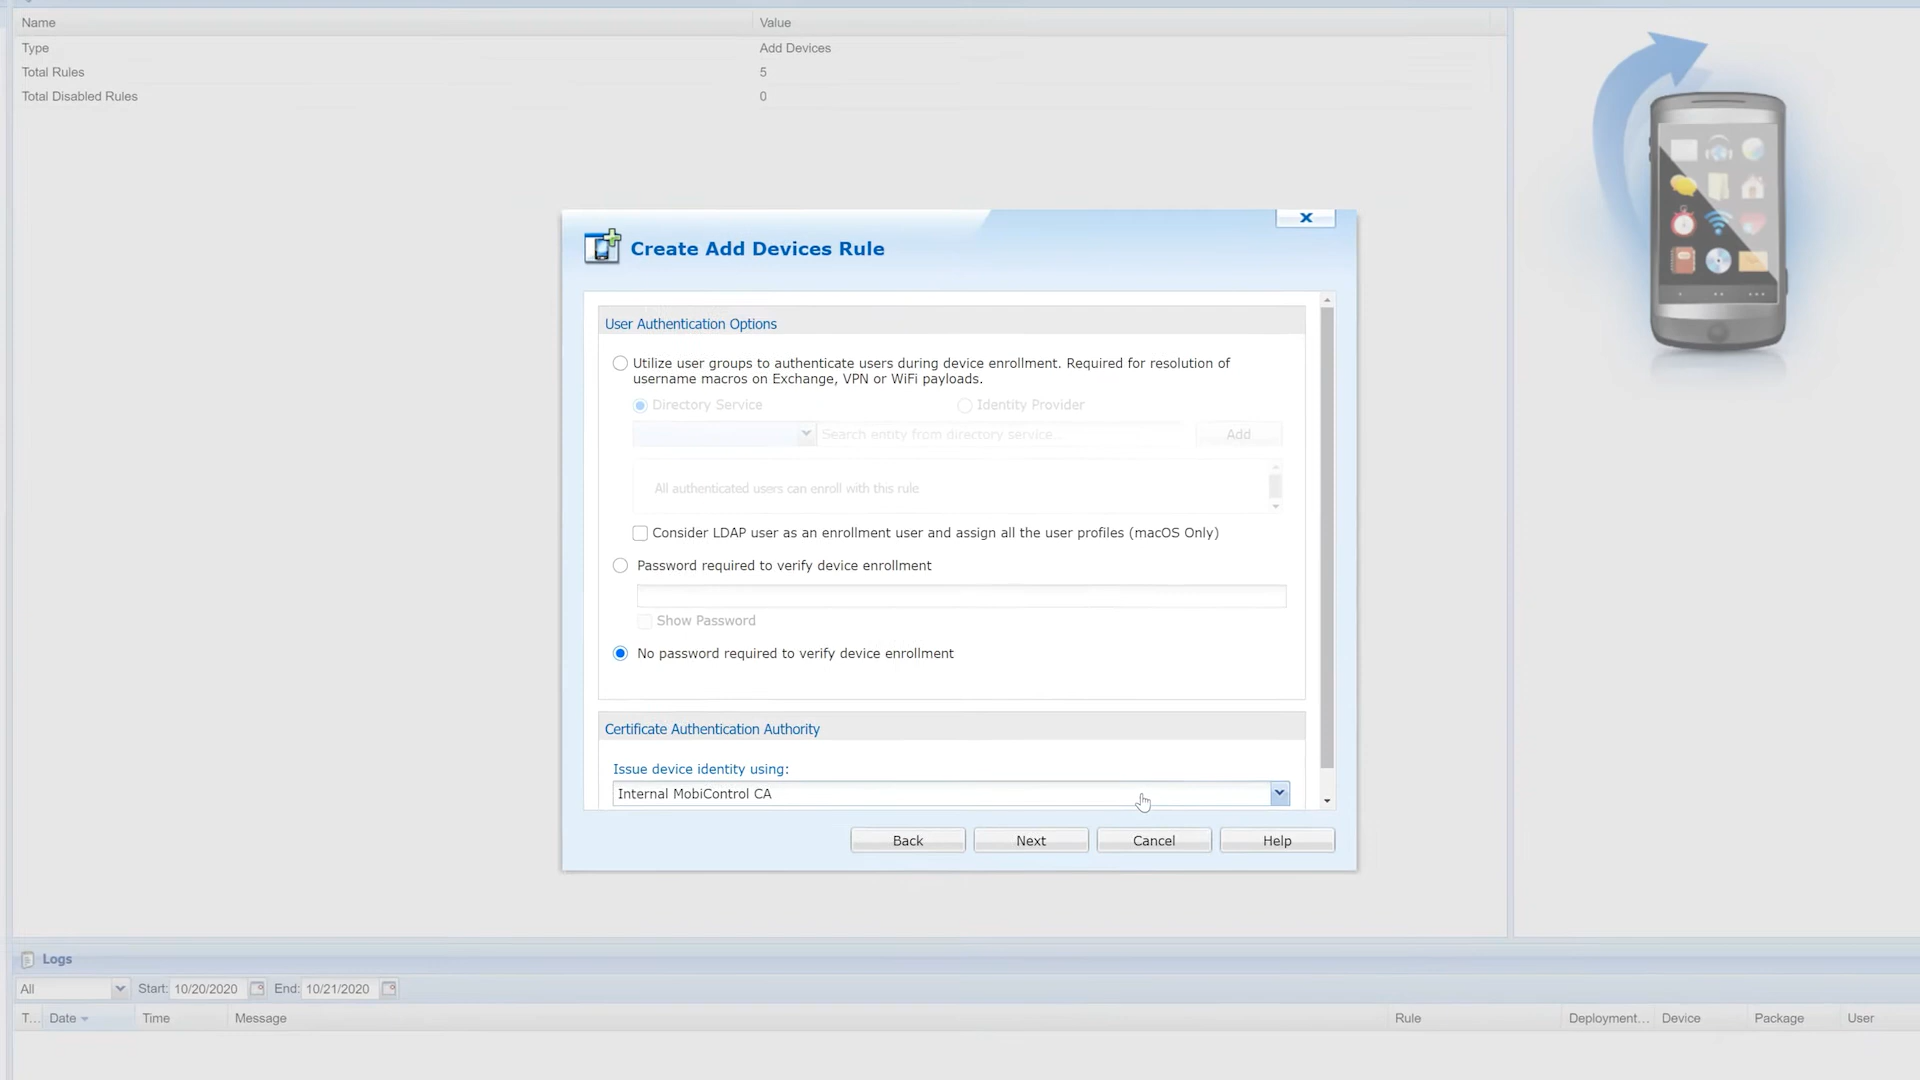 Name Value
Type Add Devices
Total Rules 5
Total Disabled Rules 0
Create Add Devices Rule
User Authentication Options
Utilize user groups to authenticate users during device enrollment. Required for resolution of
username macros on Exchange, VPN or WiFi payloads.
Directory Service Identity Provider
Search entity from directory service.. Add
All authenticated users can enroll with this rule
Consider LDAP user as an enrollment user and assign all the user profiles (macOS Only)
Password required to verify device enrollment
Show Password
No password required to verify device enrollment
Certificate Authentication Authority
Issue device identity using:
Internal MobiControl CA
Back Next Cancel Help
Logs
All Start: 10/20/2020 End: 10/21/2020
T... Date Time Message Rule Deployment... Device Package User